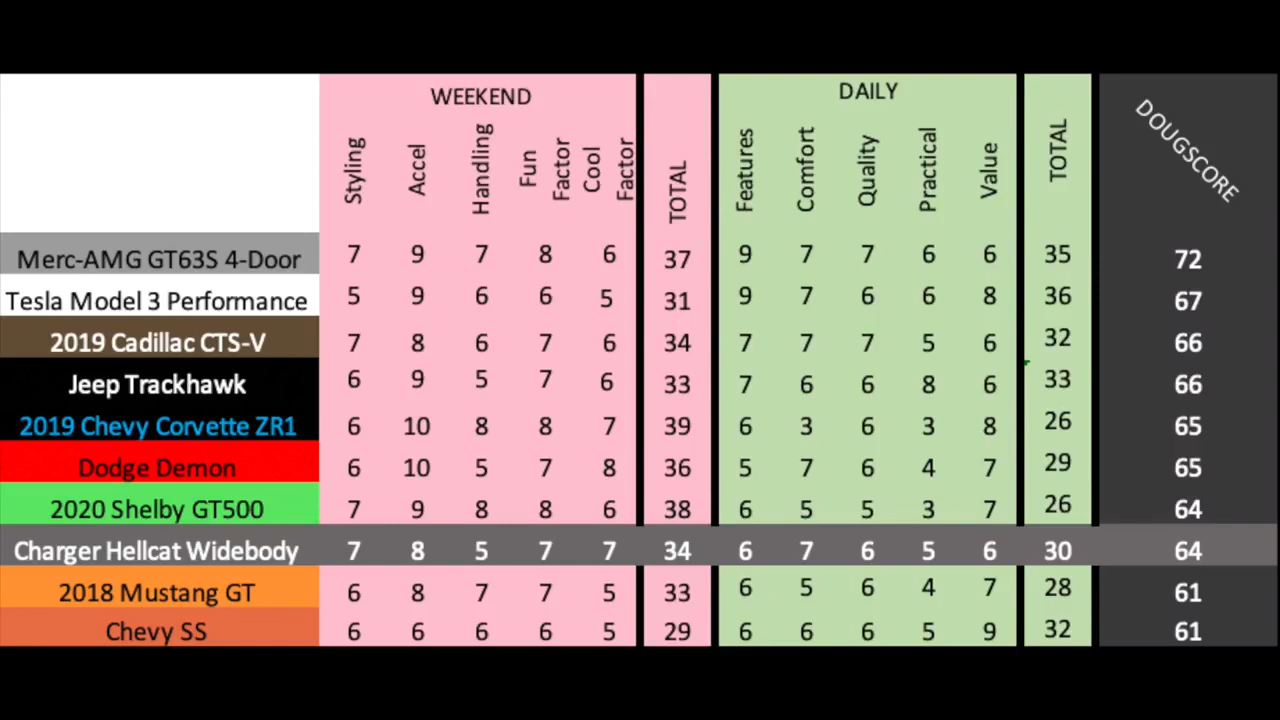 WEEKEND DAILY
Styling Accel Handling Fun Factor Cool Factor TOTAL Features Comfort Quality Practical Value TOTAL DOUGSCORE
Merc-AMG GT63S 4-Door 7 9 7 8 6 37 9 7 7 6 6 35 72
Tesla Model 3 Performance 5 9 6 6 5 31 9 7 6 6 8 36 67
2019 Cadillac CTS-V 7 8 6 7 6 34 7 7 7 5 6 32 66
Jeep Trackhawk 6 9 5 7 6 33 7 6 6 8 6 33 66
2019 Chevy Corvette ZR1 6 10 8 8 7 39 6 3 6 3 8 26 65
Dodge Demon 6 10 5 7 8 36 5 7 6 4 7 29 65
2020 Shelby GT500 7 9 8 8 6 38 6 5 5 3 7 26 64
Charger Hellcat Widebody 7 8 5 7 7 34 6 7 6 5 6 30 64
2018 Mustang GT 6 8 7 7 5 33 6 5 6 4 7 28 61
Chevy SS 6 6 6 6 5 29 6 6 6 5 9 32 61